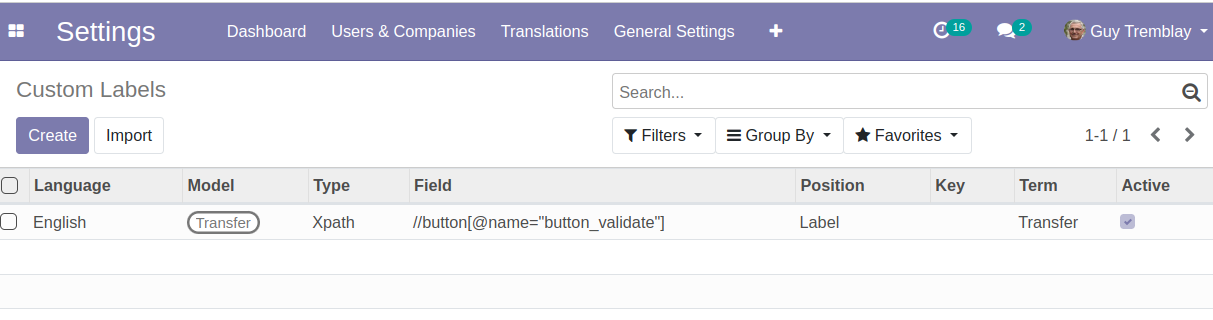 Settings Dashboard Users & Companies Translations General Settings 16 2 Guy Tremblay
Custom Labels
Search...
Create Import
Filters Group By Favorites 1-1 / 1
Language Model Type Field Position Key Term Active
English Transfer Xpath //button[@name="button_validate"] Label Transfer